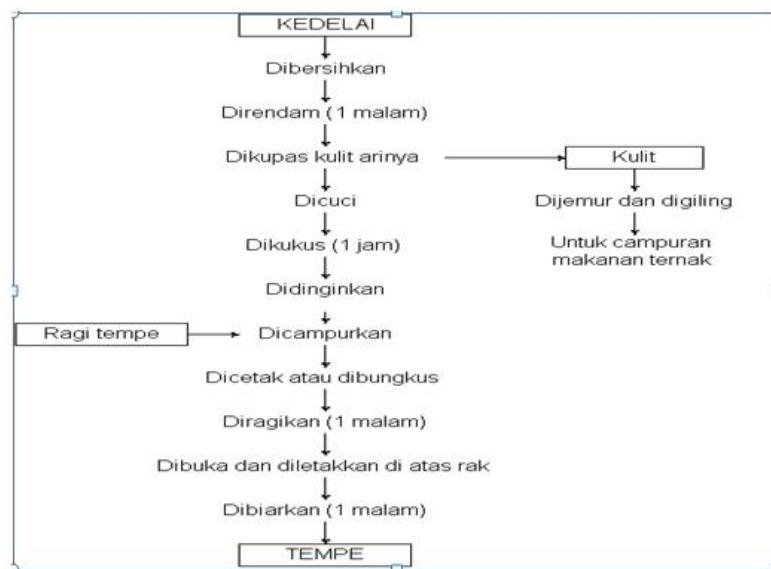 KEDELAI
Dibersihkan
Direndam (1 malam)
Dikupas kulit arinya
Kulit
Dicuci
Dijemur dan digiling
Dikukus (1 jam)
Untuk campuran
makanan ternak
Didinginkan
Ragi tempe
Dicampurkan
Dicetak atau dibungkus
Diragikan (1 malam)
Dibuka dan diletakkan di atas rak
Dibiarkan (1 malam)
TEMPE